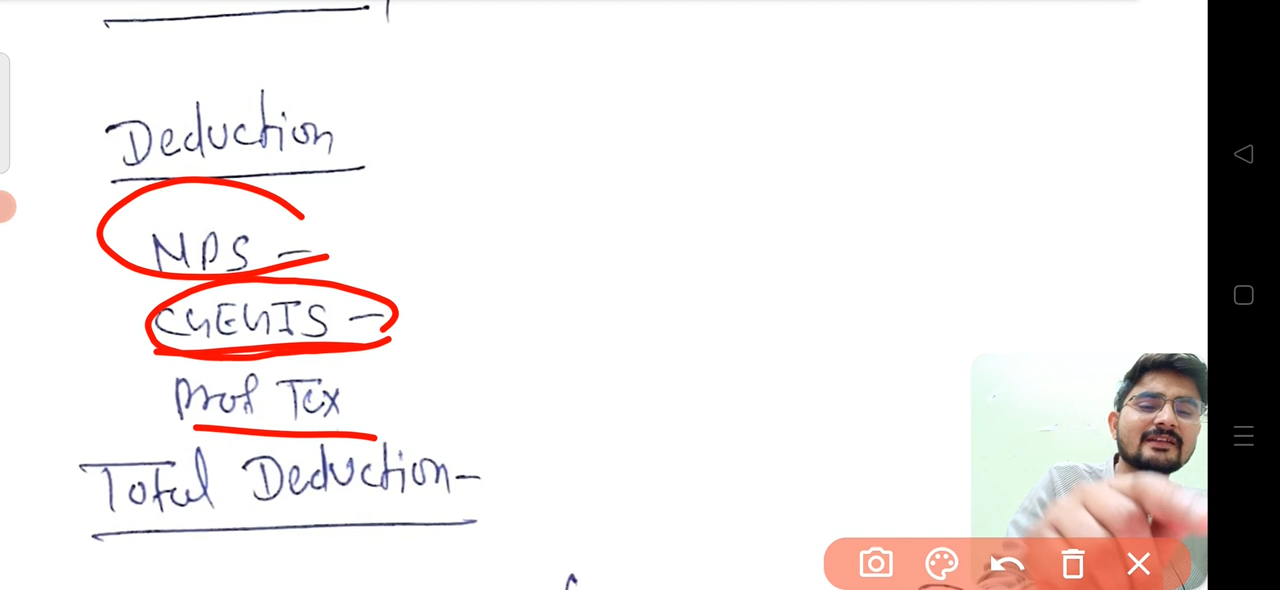 Deduction
NPS -
CGEGIS -
Prof Tax
Total Deduction-